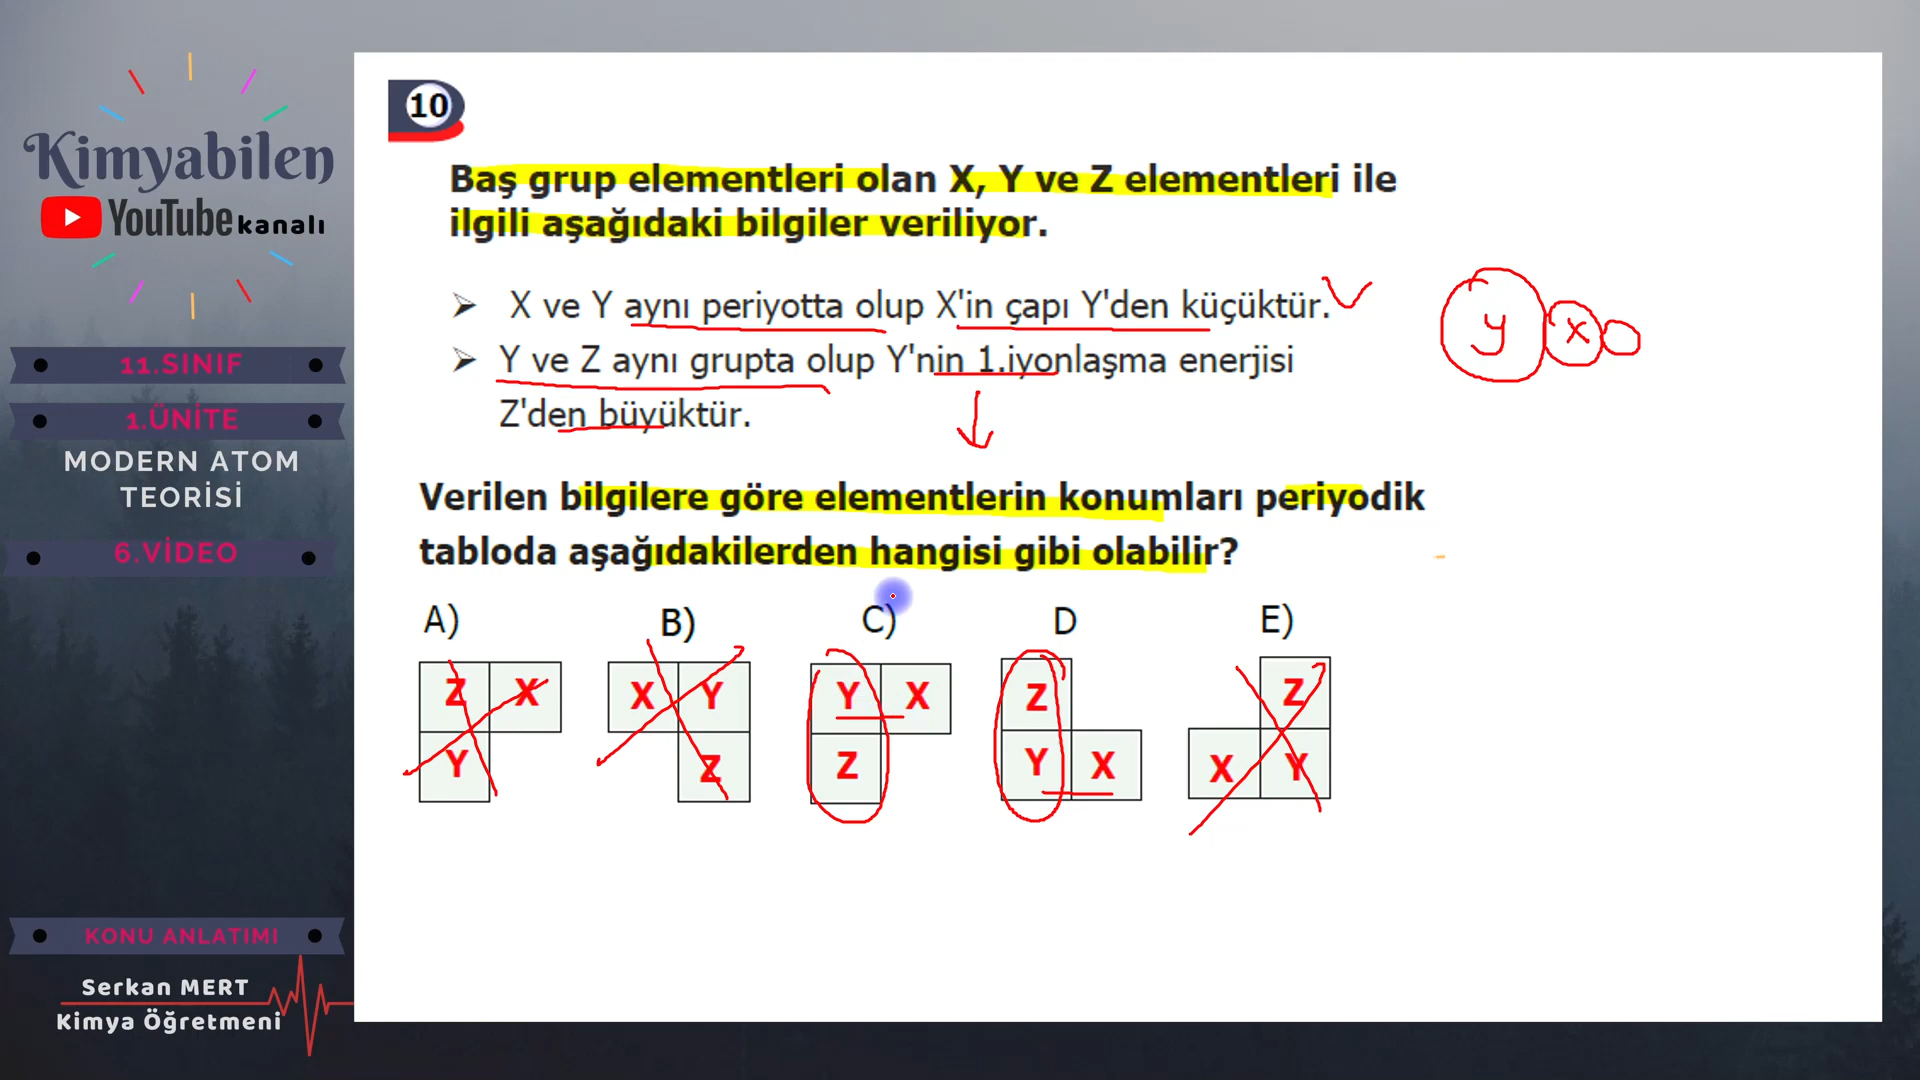 Kimyabilen
YouTube kanalı
11.SINIF
1.ÜNİTE
MODERN ATOM
TEORİSİ
6.VİDEO
KONU ANLATIMI
Serkan MERT
Kimya Öğretmeni
10
Baş grup elementleri olan X, Y ve Z elementleri ile
ilgili aşağıdaki bilgiler veriliyor.
➢ X ve Y aynı periyotta olup X'in çapı Y'den küçüktür.
➢ Y ve Z aynı grupta olup Y'nin 1.iyonlaşma enerjisi
Z'den büyüktür.
y x
Verilen bilgilere göre elementlerin konumları periyodik
tabloda aşağıdakilerden hangisi gibi olabilir?
A)
Z X
Y
B)
X Y
Z
C)
Y X
Z
D
Z
Y X
E)
Z
X Y